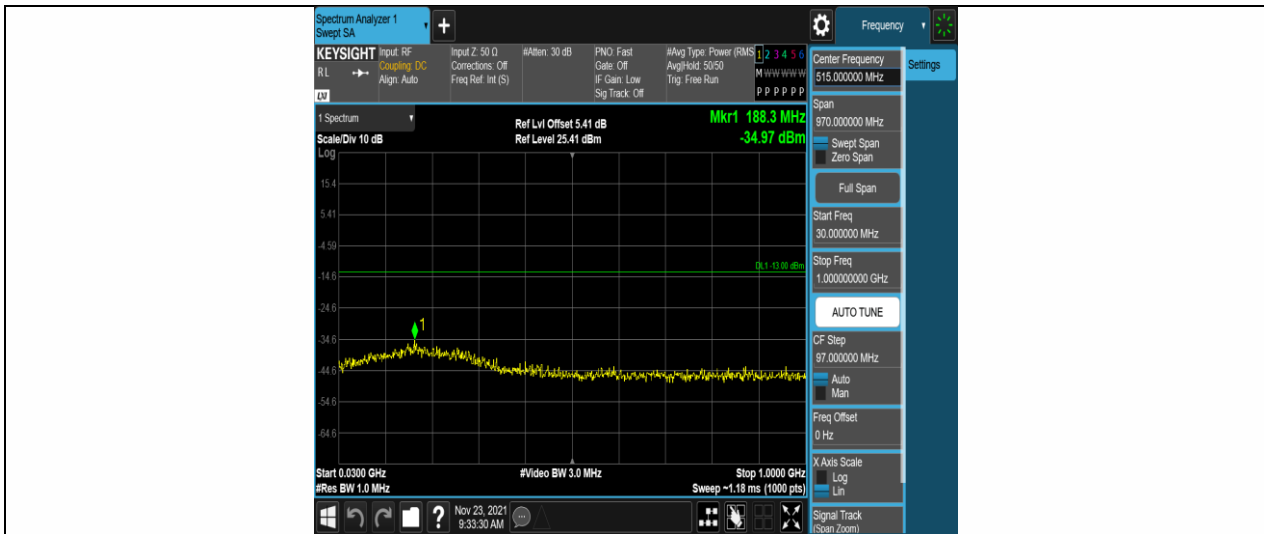 Spectrum Analyzer 1
Swept SA
+
Frequency
KEYSIGHT
RL
LXI
Input: RF
Coupling: DC
Align: Auto
Input Z: 50 Ω
Corrections: Off
Freq Ref: Int (S)
#Atten: 30 dB
PNO: Fast
Gate: Off
IF Gain: Low
Sig Track: Off
#Avg Type: Power (RMS
Avg|Hold: 50/50
Trig: Free Run
1 2 3 4 5 6
M W W W W W
P P P P P P
1 Spectrum
Scale/Div 10 dB
Log
Ref Lvl Offset 5.41 dB
Ref Level 25.41 dBm
Mkr1 188.3 MHz
-34.97 dBm
15.4
5.41
-4.59
DL1 -13.00 dBm
-14.6
-24.6
1
-34.6
-44.6
-54.6
-64.6
Start 0.0300 GHz
#Res BW 1.0 MHz
#Video BW 3.0 MHz
Stop 1.0000 GHz
Sweep ~1.18 ms (1000 pts)
?
Nov 23, 2021
9:33:30 AM
Center Frequency
515.000000 MHz
Settings
Span
970.000000 MHz
Swept Span
Zero Span
Full Span
Start Freq
30.000000 MHz
Stop Freq
1.000000000 GHz
AUTO TUNE
CF Step
97.000000 MHz
Auto
Man
Freq Offset
0 Hz
X Axis Scale
Log
Lin
Signal Track
(Span Zoom)